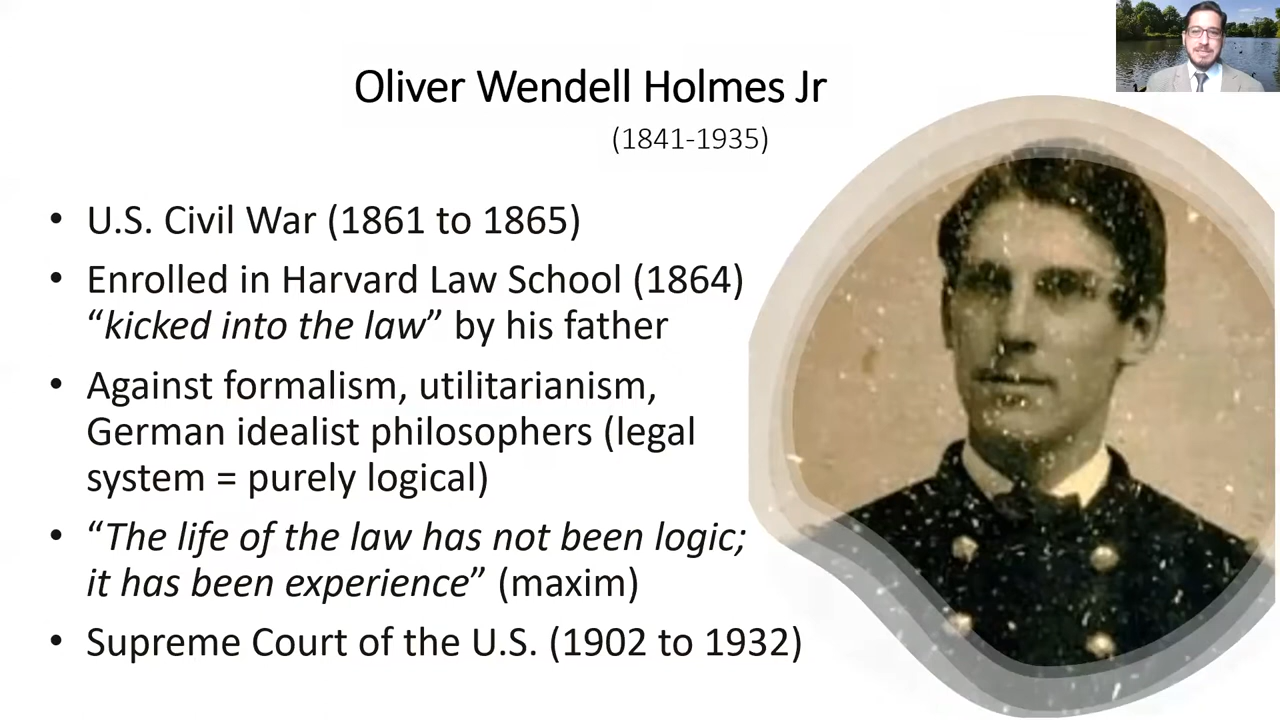 Oliver Wendell Holmes Jr
(1841-1935)
• U.S. Civil War (1861 to 1865)
• Enrolled in Harvard Law School (1864)
“kicked into the law” by his father
• Against formalism, utilitarianism,
German idealist philosophers (legal
system = purely logical)
• “The life of the law has not been logic;
it has been experience” (maxim)
• Supreme Court of the U.S. (1902 to 1932)